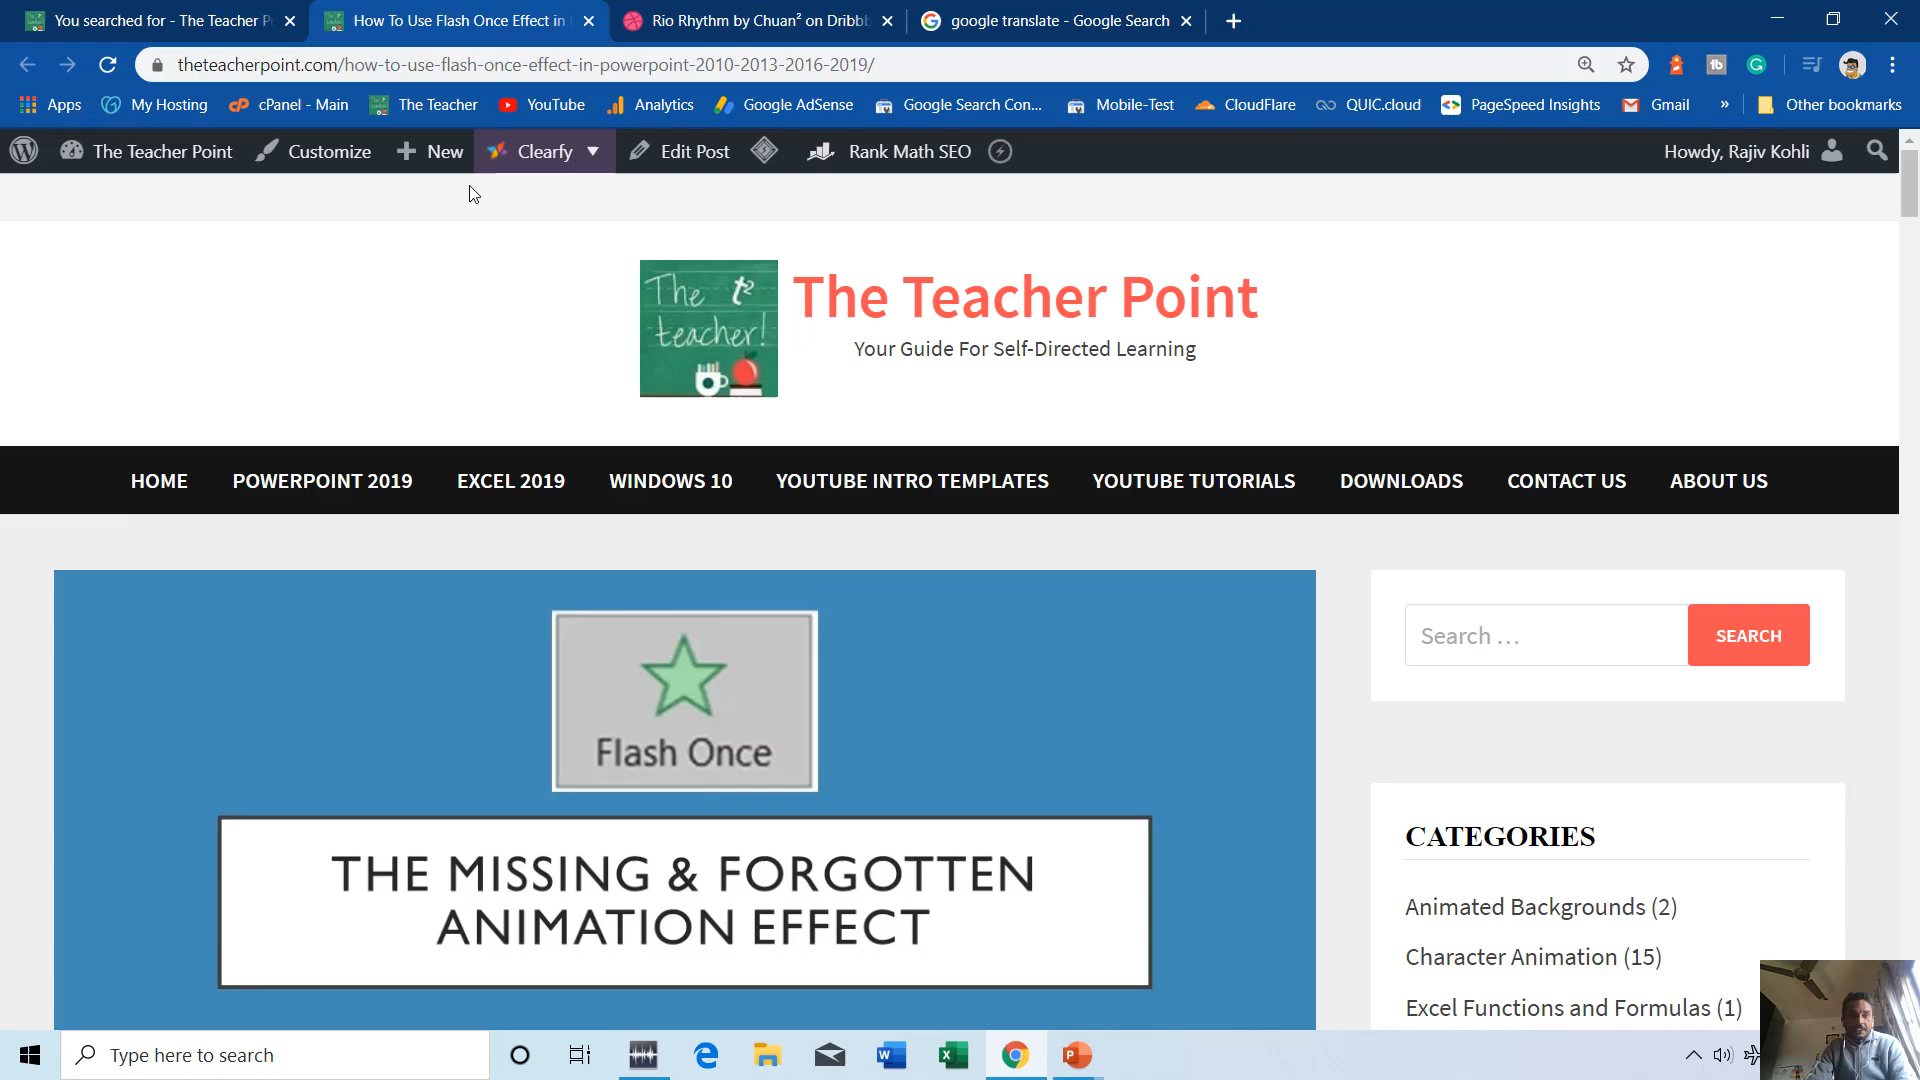 You searched for - The Teacher P
How To Use Flash Once Effect in
Rio Rhythm by Chuan² on Dribbb
google translate - Google Search
theteacherpoint.com/how-to-use-flash-once-effect-in-powerpoint-2010-2013-2016-2019/
Apps
My Hosting
cPanel - Main
The Teacher
YouTube
Analytics
Google AdSense
Google Search Con...
Mobile-Test
CloudFlare
QUIC.cloud
PageSpeed Insights
Gmail
»
Other bookmarks
The Teacher Point
Customize
New
Clearfy
Edit Post
Rank Math SEO
Howdy, Rajiv Kohli
The t²
teacher!
The Teacher Point
Your Guide For Self-Directed Learning
HOME
POWERPOINT 2019
EXCEL 2019
WINDOWS 10
YOUTUBE INTRO TEMPLATES
YOUTUBE TUTORIALS
DOWNLOADS
CONTACT US
ABOUT US
Flash Once
THE MISSING & FORGOTTEN
ANIMATION EFFECT
Search ...
SEARCH
CATEGORIES
Animated Backgrounds (2)
Character Animation (15)
Excel Functions and Formulas (1)
Type here to search